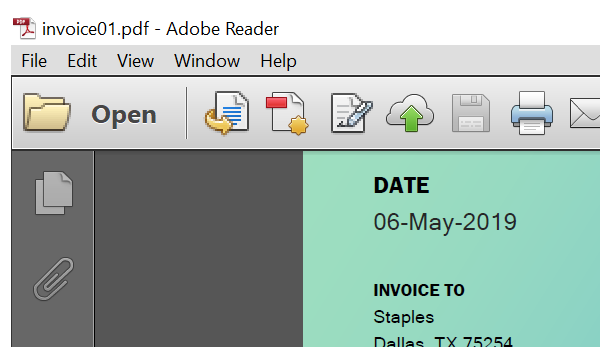 invoice01.pdf - Adobe Reader
File Edit View Window Help
Open
DATE
06-May-2019
INVOICE TO
Staples
Dallas, TX 75254